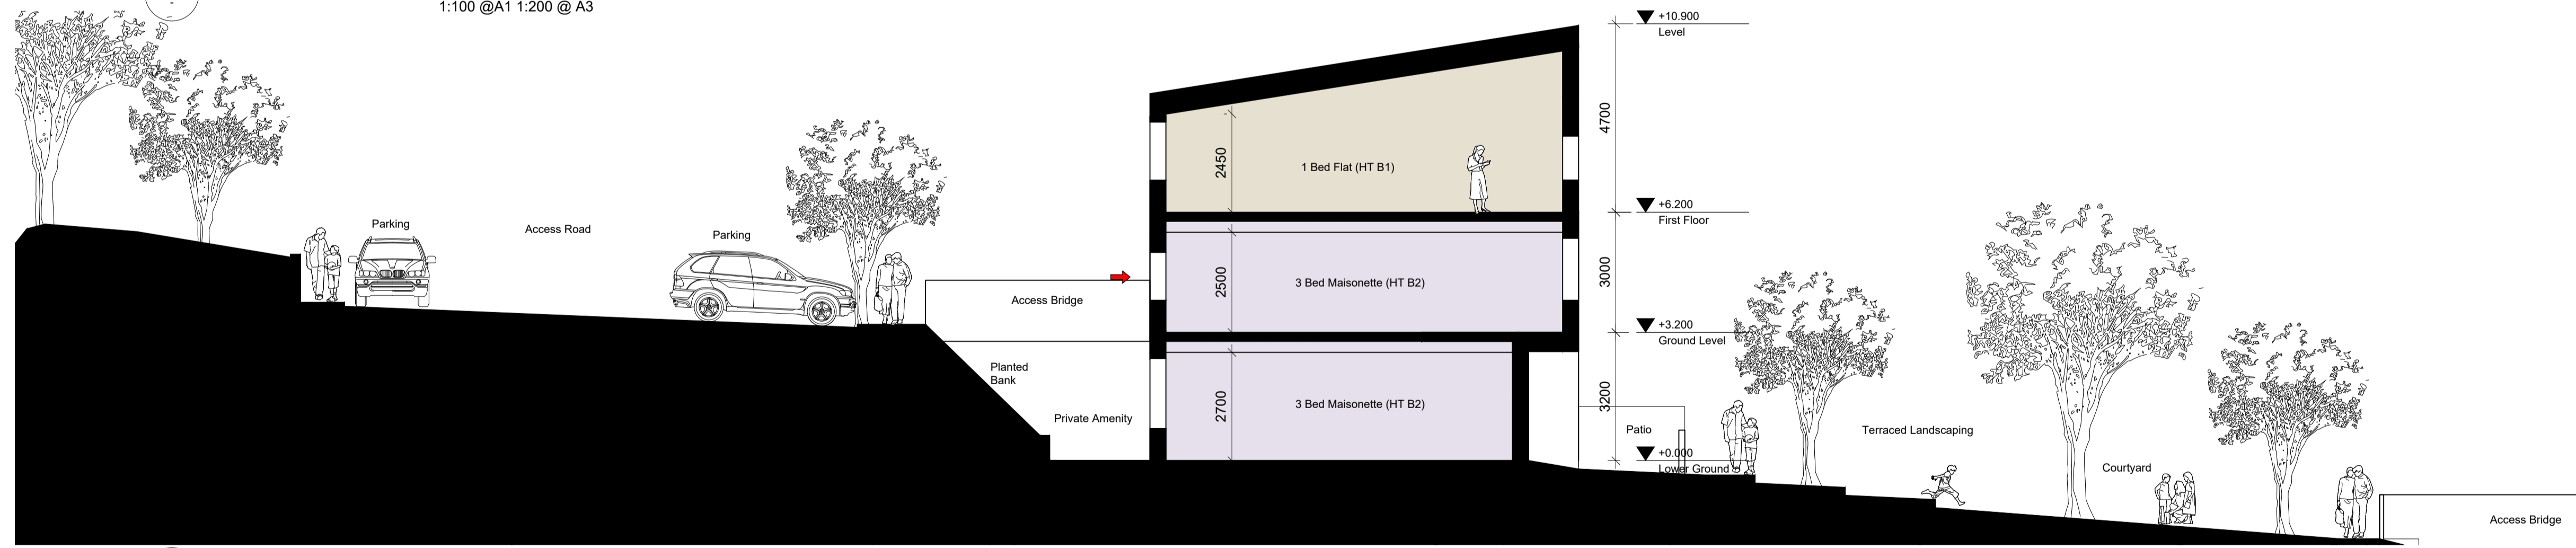 1:100 @A1 1:200 @ A3
+10.900
Level
4700
Parking
Access Road
Parking
2450
1 Bed Flat (HT B1)
+6.200
First Floor
Access Bridge
2500
3 Bed Maisonette (HT B2)
3000
+3.200
Ground Level
Planted
Bank
Private Amenity
2700
3 Bed Maisonette (HT B2)
3200
Patio
+0.000
Lower Ground
Terraced Landscaping
Courtyard
Access Bridge